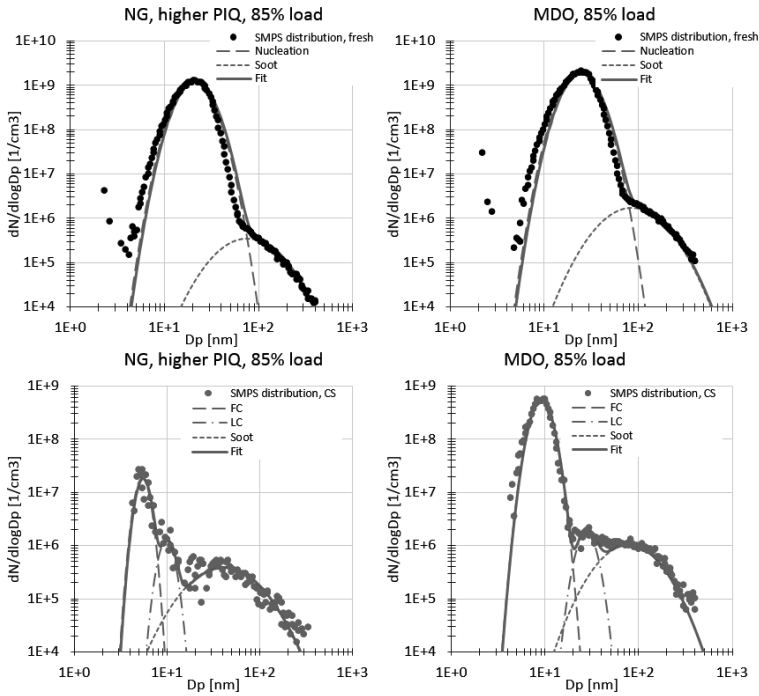 NG, higher PIQ, 85% load
SMPS distribution, fresh
Nucleation
Soot
Fit
dN/dlogDp [1/cm3]
1E+10
1E+9
1E+8
1E+7
1E+6
1E+5
1E+4
1E+0
1E+1
1E+2
1E+3
Dp [nm]
MDO, 85% load
SMPS distribution, fresh
Nucleation
Soot
Fit
dN/dlogDp [1/cm3]
1E+10
1E+9
1E+8
1E+7
1E+6
1E+5
1E+4
1E+0
1E+1
1E+2
1E+3
Dp [nm]
NG, higher PIQ, 85% load
SMPS distribution, CS
FC
LC
Soot
Fit
dN/dlogDp [1/cm3]
1E+9
1E+8
1E+7
1E+6
1E+5
1E+4
1E+0
1E+1
1E+2
1E+3
Dp [nm]
MDO, 85% load
SMPS distribution, CS
FC
LC
Soot
Fit
dN/dlogDp [1/cm3]
1E+9
1E+8
1E+7
1E+6
1E+5
1E+4
1E+0
1E+1
1E+2
1E+3
Dp [nm]